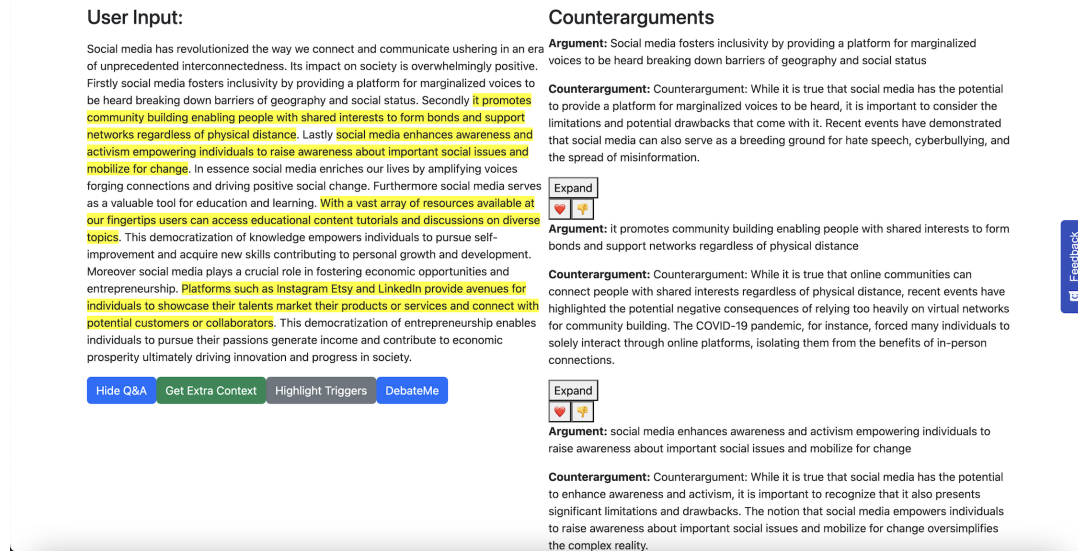 User Input:
Social media has revolutionized the way we connect and communicate ushering in an era
of unprecedented interconnectedness. Its impact on society is overwhelmingly positive.
Firstly social media fosters inclusivity by providing a platform for marginalized voices to
be heard breaking down barriers of geography and social status. Secondly it promotes
community building enabling people with shared interests to form bonds and support
networks regardless of physical distance. Lastly social media enhances awareness and
activism empowering individuals to raise awareness about important social issues and
mobilize for change. In essence social media enriches our lives by amplifying voices
forging connections and driving positive social change. Furthermore social media serves
as a valuable tool for education and learning. With a vast array of resources available at
our fingertips users can access educational content tutorials and discussions on diverse
topics. This democratization of knowledge empowers individuals to pursue self-
improvement and acquire new skills contributing to personal growth and development.
Moreover social media plays a crucial role in fostering economic opportunities and
entrepreneurship. Platforms such as Instagram Etsy and LinkedIn provide avenues for
individuals to showcase their talents market their products or services and connect with
potential customers or collaborators. This democratization of entrepreneurship enables
individuals to pursue their passions generate income and contribute to economic
prosperity ultimately driving innovation and progress in society.
Hide Q&A
Get Extra Context
Highlight Triggers
DebateMe
Counterarguments
Argument: Social media fosters inclusivity by providing a platform for marginalized
voices to be heard breaking down barriers of geography and social status
Counterargument: Counterargument: While it is true that social media has the potential
to provide a platform for marginalized voices to be heard, it is important to consider the
limitations and potential drawbacks that come with it. Recent events have demonstrated
that social media can also serve as a breeding ground for hate speech, cyberbullying, and
the spread of misinformation.
Expand
Argument: it promotes community building enabling people with shared interests to form
bonds and support networks regardless of physical distance
Counterargument: Counterargument: While it is true that online communities can
connect people with shared interests regardless of physical distance, recent events have
highlighted the potential negative consequences of relying too heavily on virtual networks
for community building. The COVID-19 pandemic, for instance, forced many individuals to
solely interact through online platforms, isolating them from the benefits of in-person
connections.
Expand
Argument: social media enhances awareness and activism empowering individuals to
raise awareness about important social issues and mobilize for change
Counterargument: Counterargument: While it is true that social media has the potential
to enhance awareness and activism, it is important to recognize that it also presents
significant limitations and drawbacks. The notion that social media empowers individuals
to raise awareness about important social issues and mobilize for change oversimplifies
the complex reality.
Feedback